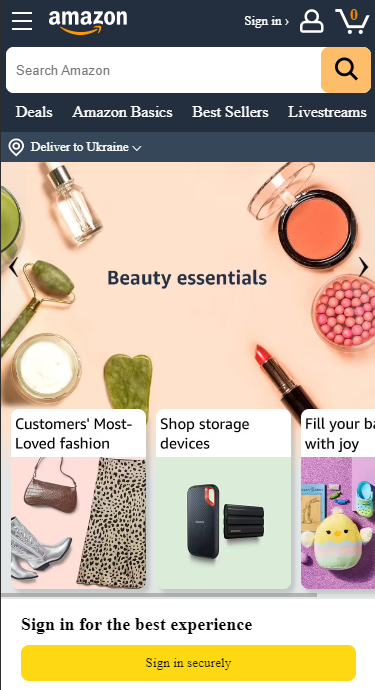 amazon
Sign in ›
0
Search Amazon
Deals Amazon Basics Best Sellers Livestreams
Deliver to Ukraine
Beauty essentials
Customers' Most-
Loved fashion
Shop storage
devices
Fill your ba
with joy
Sign in for the best experience
Sign in securely